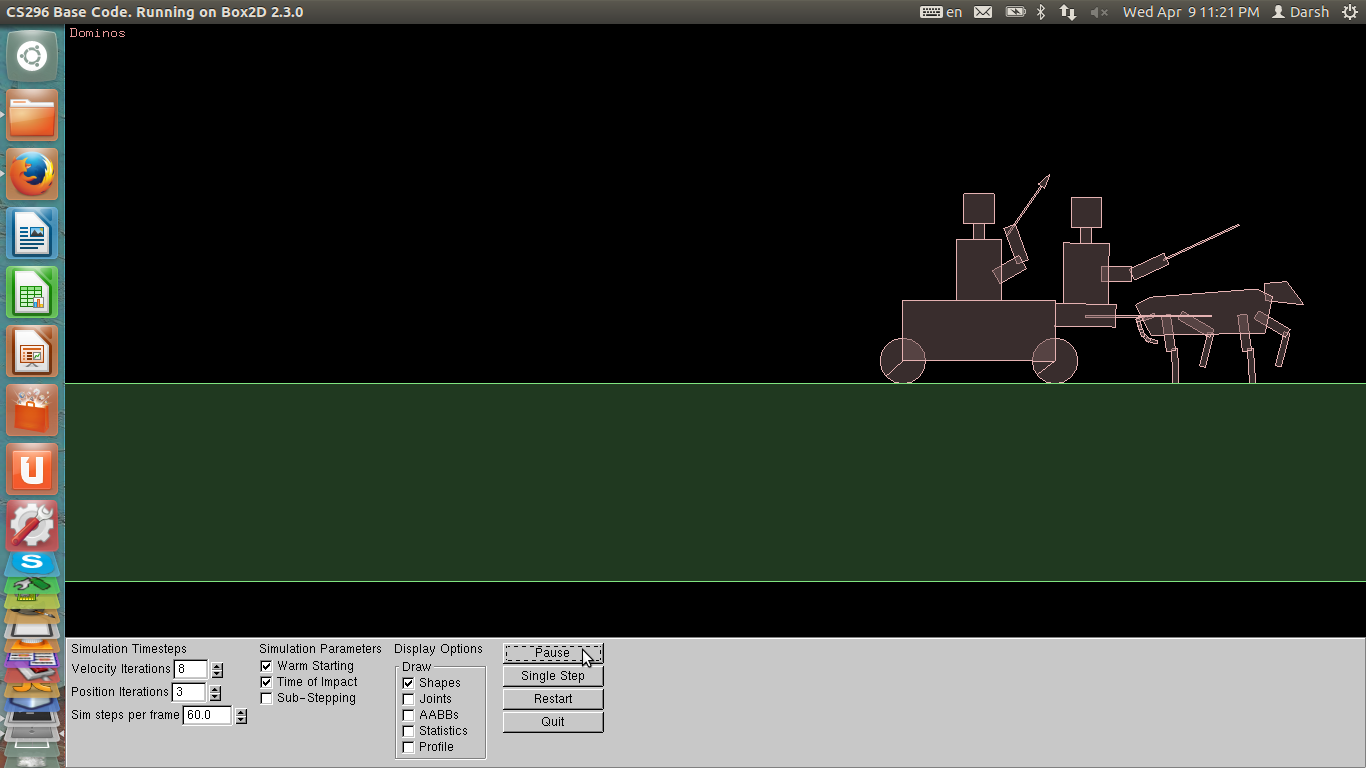 CS296 Base Code. Running on Box2D 2.3.0
en
Wed Apr 9 11:21 PM
Darsh
Dominos
Simulation Timesteps
Velocity Iterations 8
Position Iterations 3
Sim steps per frame 60.0
Simulation Parameters
Warm Starting
Time of Impact
Sub-Stepping
Display Options
Draw
Shapes
Joints
AABBs
Statistics
Profile
Pause
Single Step
Restart
Quit